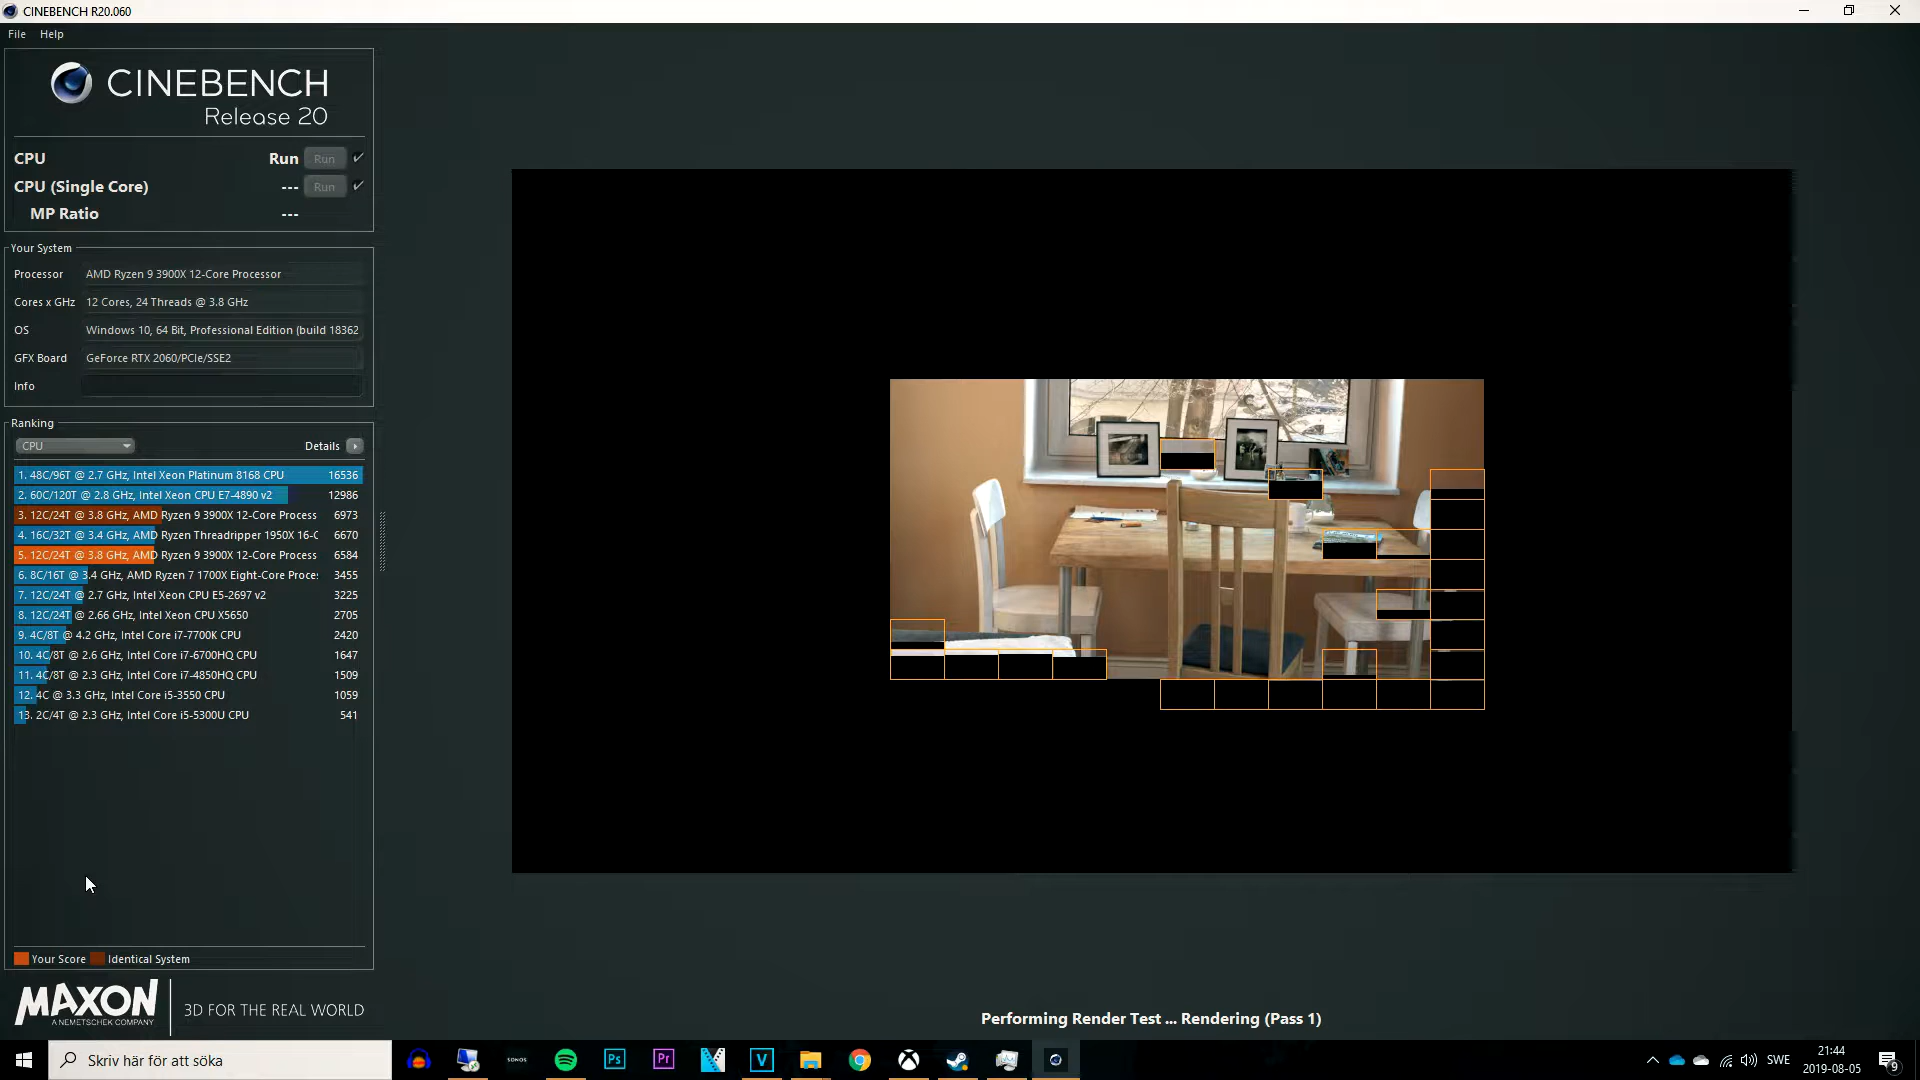 CINEBENCH R20.060
File Help
CINEBENCH
Release 20
CPU Run Run
CPU (Single Core) --- Run
MP Ratio ---
Your System
Processor AMD Ryzen 9 3900X 12-Core Processor
Cores x GHz 12 Cores, 24 Threads @ 3.8 GHz
OS Windows 10, 64 Bit, Professional Edition (build 18362
GFX Board GeForce RTX 2060/PCIe/SSE2
Info
Ranking
CPU Details
1. 48C/96T @ 2.7 GHz, Intel Xeon Platinum 8168 CPU 16536
2. 60C/120T @ 2.8 GHz, Intel Xeon CPU E7-4890 v2 12986
3. 12C/24T @ 3.8 GHz, AMD Ryzen 9 3900X 12-Core Process 6973
4. 16C/32T @ 3.4 GHz, AMD Ryzen Threadripper 1950X 16-C 6670
5. 12C/24T @ 3.8 GHz, AMD Ryzen 9 3900X 12-Core Process 6584
6. 8C/16T @ 3.4 GHz, AMD Ryzen 7 1700X Eight-Core Proce: 3455
7. 12C/24T @ 2.7 GHz, Intel Xeon CPU E5-2697 v2 3225
8. 12C/24T @ 2.66 GHz, Intel Xeon CPU X5650 2705
9. 4C/8T @ 4.2 GHz, Intel Core i7-7700K CPU 2420
10. 4C/8T @ 2.6 GHz, Intel Core i7-6700HQ CPU 1647
11. 4C/8T @ 2.3 GHz, Intel Core i7-4850HQ CPU 1509
12. 4C @ 3.3 GHz, Intel Core i5-3550 CPU 1059
13. 2C/4T @ 2.3 GHz, Intel Core i5-5300U CPU 541
Your Score Identical System
MAXON
A NEMETSCHEK COMPANY
3D FOR THE REAL WORLD
Performing Render Test ... Rendering (Pass 1)
Skriv här för att söka
SONOS
Ps
Pr
V
SWE
21:44
2019-08-05
9